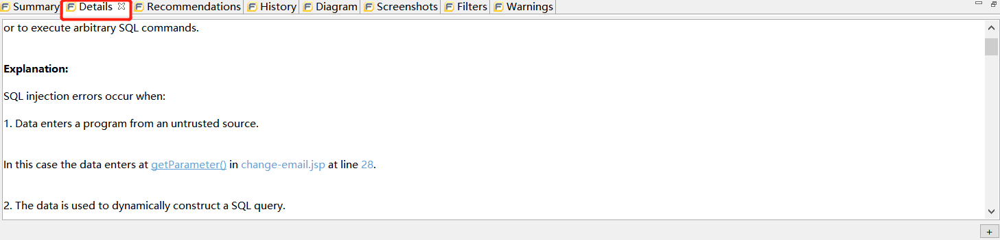 Summary Details Recommendations History Diagram Screenshots Filters Warnings
or to execute arbitrary SQL commands.
Explanation:
SQL injection errors occur when:
1. Data enters a program from an untrusted source.
In this case the data enters at getParameter() in change-email.jsp at line 28.
2. The data is used to dynamically construct a SQL query.
+